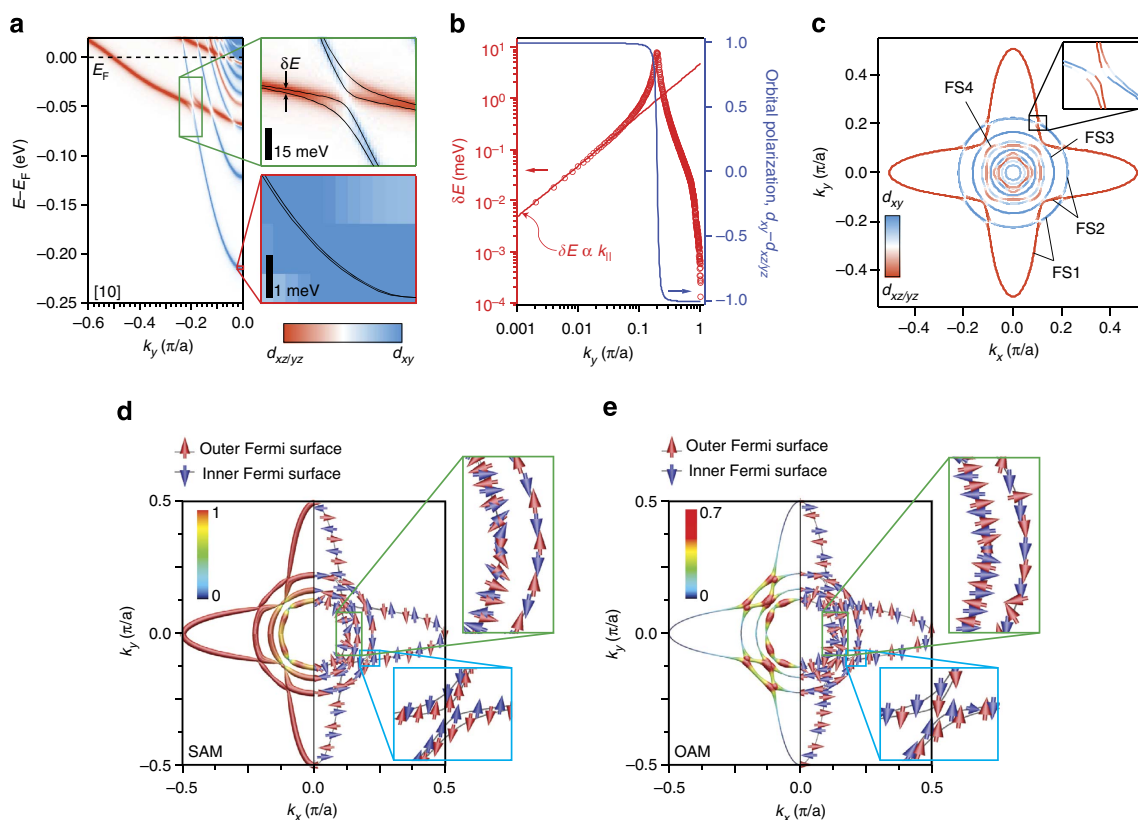 a
0.00
−0.05
−0.10
−0.15
−0.20
−0.25
E–E_F (eV)
E_F
[10]
−0.6
−0.4
−0.2
0.0
k_y (π/a)
δE
15 meV
1 meV
d_xz/yz
d_xy
b
10^1
10^0
10^−1
10^−2
10^−3
10^−4
δE (meV)
δE ∝ k_||
0.001
0.01
0.1
1
k_y (π/a)
1.0
0.5
0.0
−0.5
−1.0
Orbital polarization, d_xy–d_xz/yz
c
0.4
0.2
0.0
−0.2
−0.4
k_y (π/a)
FS4
FS3
FS2
FS1
d_xy
d_xz/yz
−0.4
0.0
0.4
k_x (π/a)
d
Outer Fermi surface
Inner Fermi surface
0.5
0.0
−0.5
k_y (π/a)
1
0
SAM
−0.5
0.0
0.5
k_x (π/a)
e
Outer Fermi surface
Inner Fermi surface
0.5
0.0
−0.5
k_y (π/a)
0.7
0
OAM
−0.5
0.0
0.5
k_x (π/a)